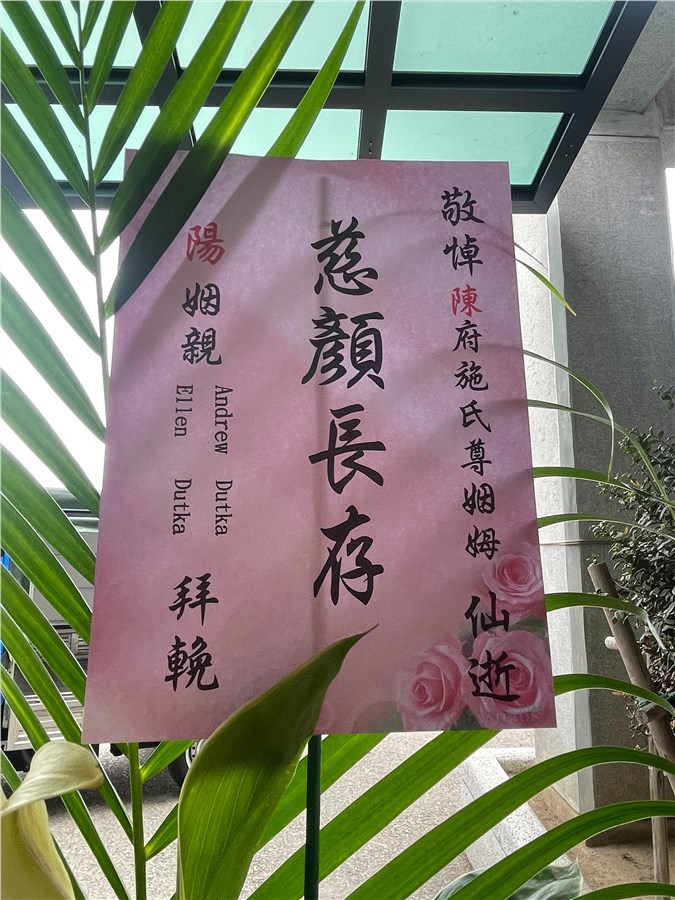 敬悼陳府施氏尊姻姆仙逝
慈顏長存
陽姻親 Andrew Dutka
Ellen Dutka
拜輓